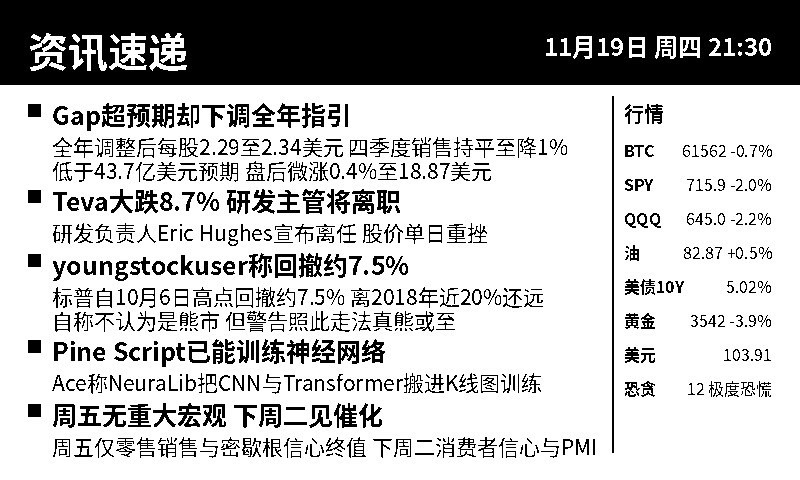 资讯速递
11月19日 周四 21:30
■ Gap超预期却下调全年指引
全年调整后每股2.29至2.34美元 四季度销售持平至降1%
低于43.7亿美元预期 盘后微涨0.4%至18.87美元
■ Teva大跌8.7% 研发主管将离职
研发负责人Eric Hughes宣布离任 股价单日重挫
■ youngstockuser称回撤约7.5%
标普自10月6日高点回撤约7.5% 离2018年近20%还远
自称不认为是熊市 但警告照此走法真熊或至
■ Pine Script已能训练神经网络
Ace称NeuraLib把CNN与Transformer搬进K线图训练
■ 周五无重大宏观 下周二见催化
周五仅零售销售与密歇根信心终值 下周二消费者信心与PMI
行情
BTC 61562 -0.7%
SPY 715.9 -2.0%
QQQ 645.0 -2.2%
油 82.87 +0.5%
美债10Y 5.02%
黄金 3542 -3.9%
美元 103.91
恐贪 12 极度恐慌